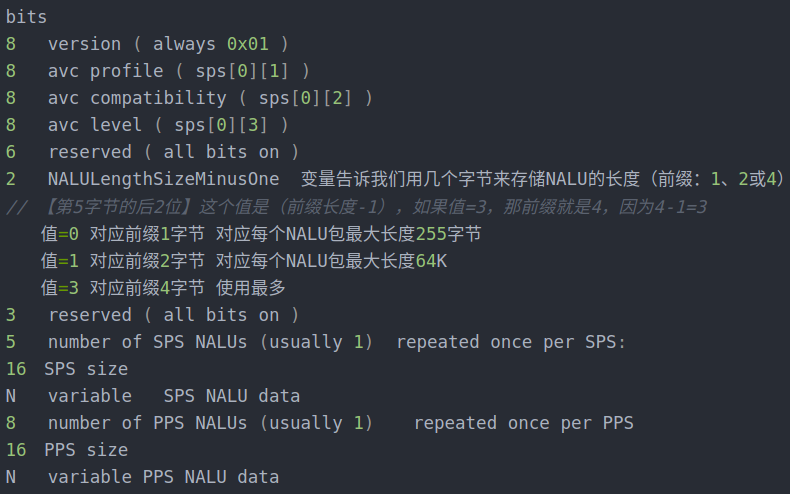 bits
8   version ( always 0x01 )
8   avc profile ( sps[0][1] )
8   avc compatibility ( sps[0][2] )
8   avc level ( sps[0][3] )
6   reserved ( all bits on )
2   NALULengthSizeMinusOne  变量告诉我们用几个字节来存储NALU的长度（前缀：1、2或4）
// 【第5字节的后2位】这个值是（前缀长度-1），如果值=3，那前缀就是4，因为4-1=3
值=0 对应前缀1字节 对应每个NALU包最大长度255字节
值=1 对应前缀2字节 对应每个NALU包最大长度64K
值=3 对应前缀4字节 使用最多
3   reserved ( all bits on )
5   number of SPS NALUs (usually 1)  repeated once per SPS:
16  SPS size
N   variable   SPS NALU data
8   number of PPS NALUs (usually 1)    repeated once per PPS
16  PPS size
N   variable PPS NALU data